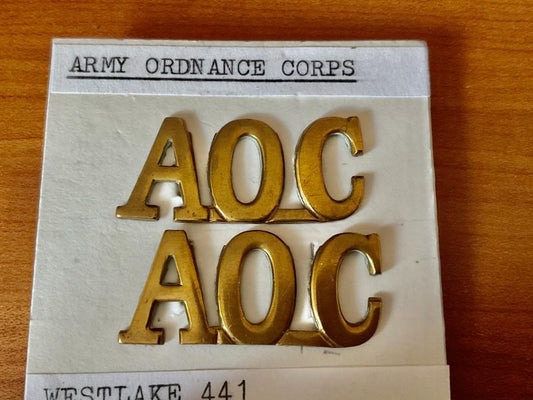 ARMY ORDNANCE CORPS
AOC
AOC
WESTLAKE 441